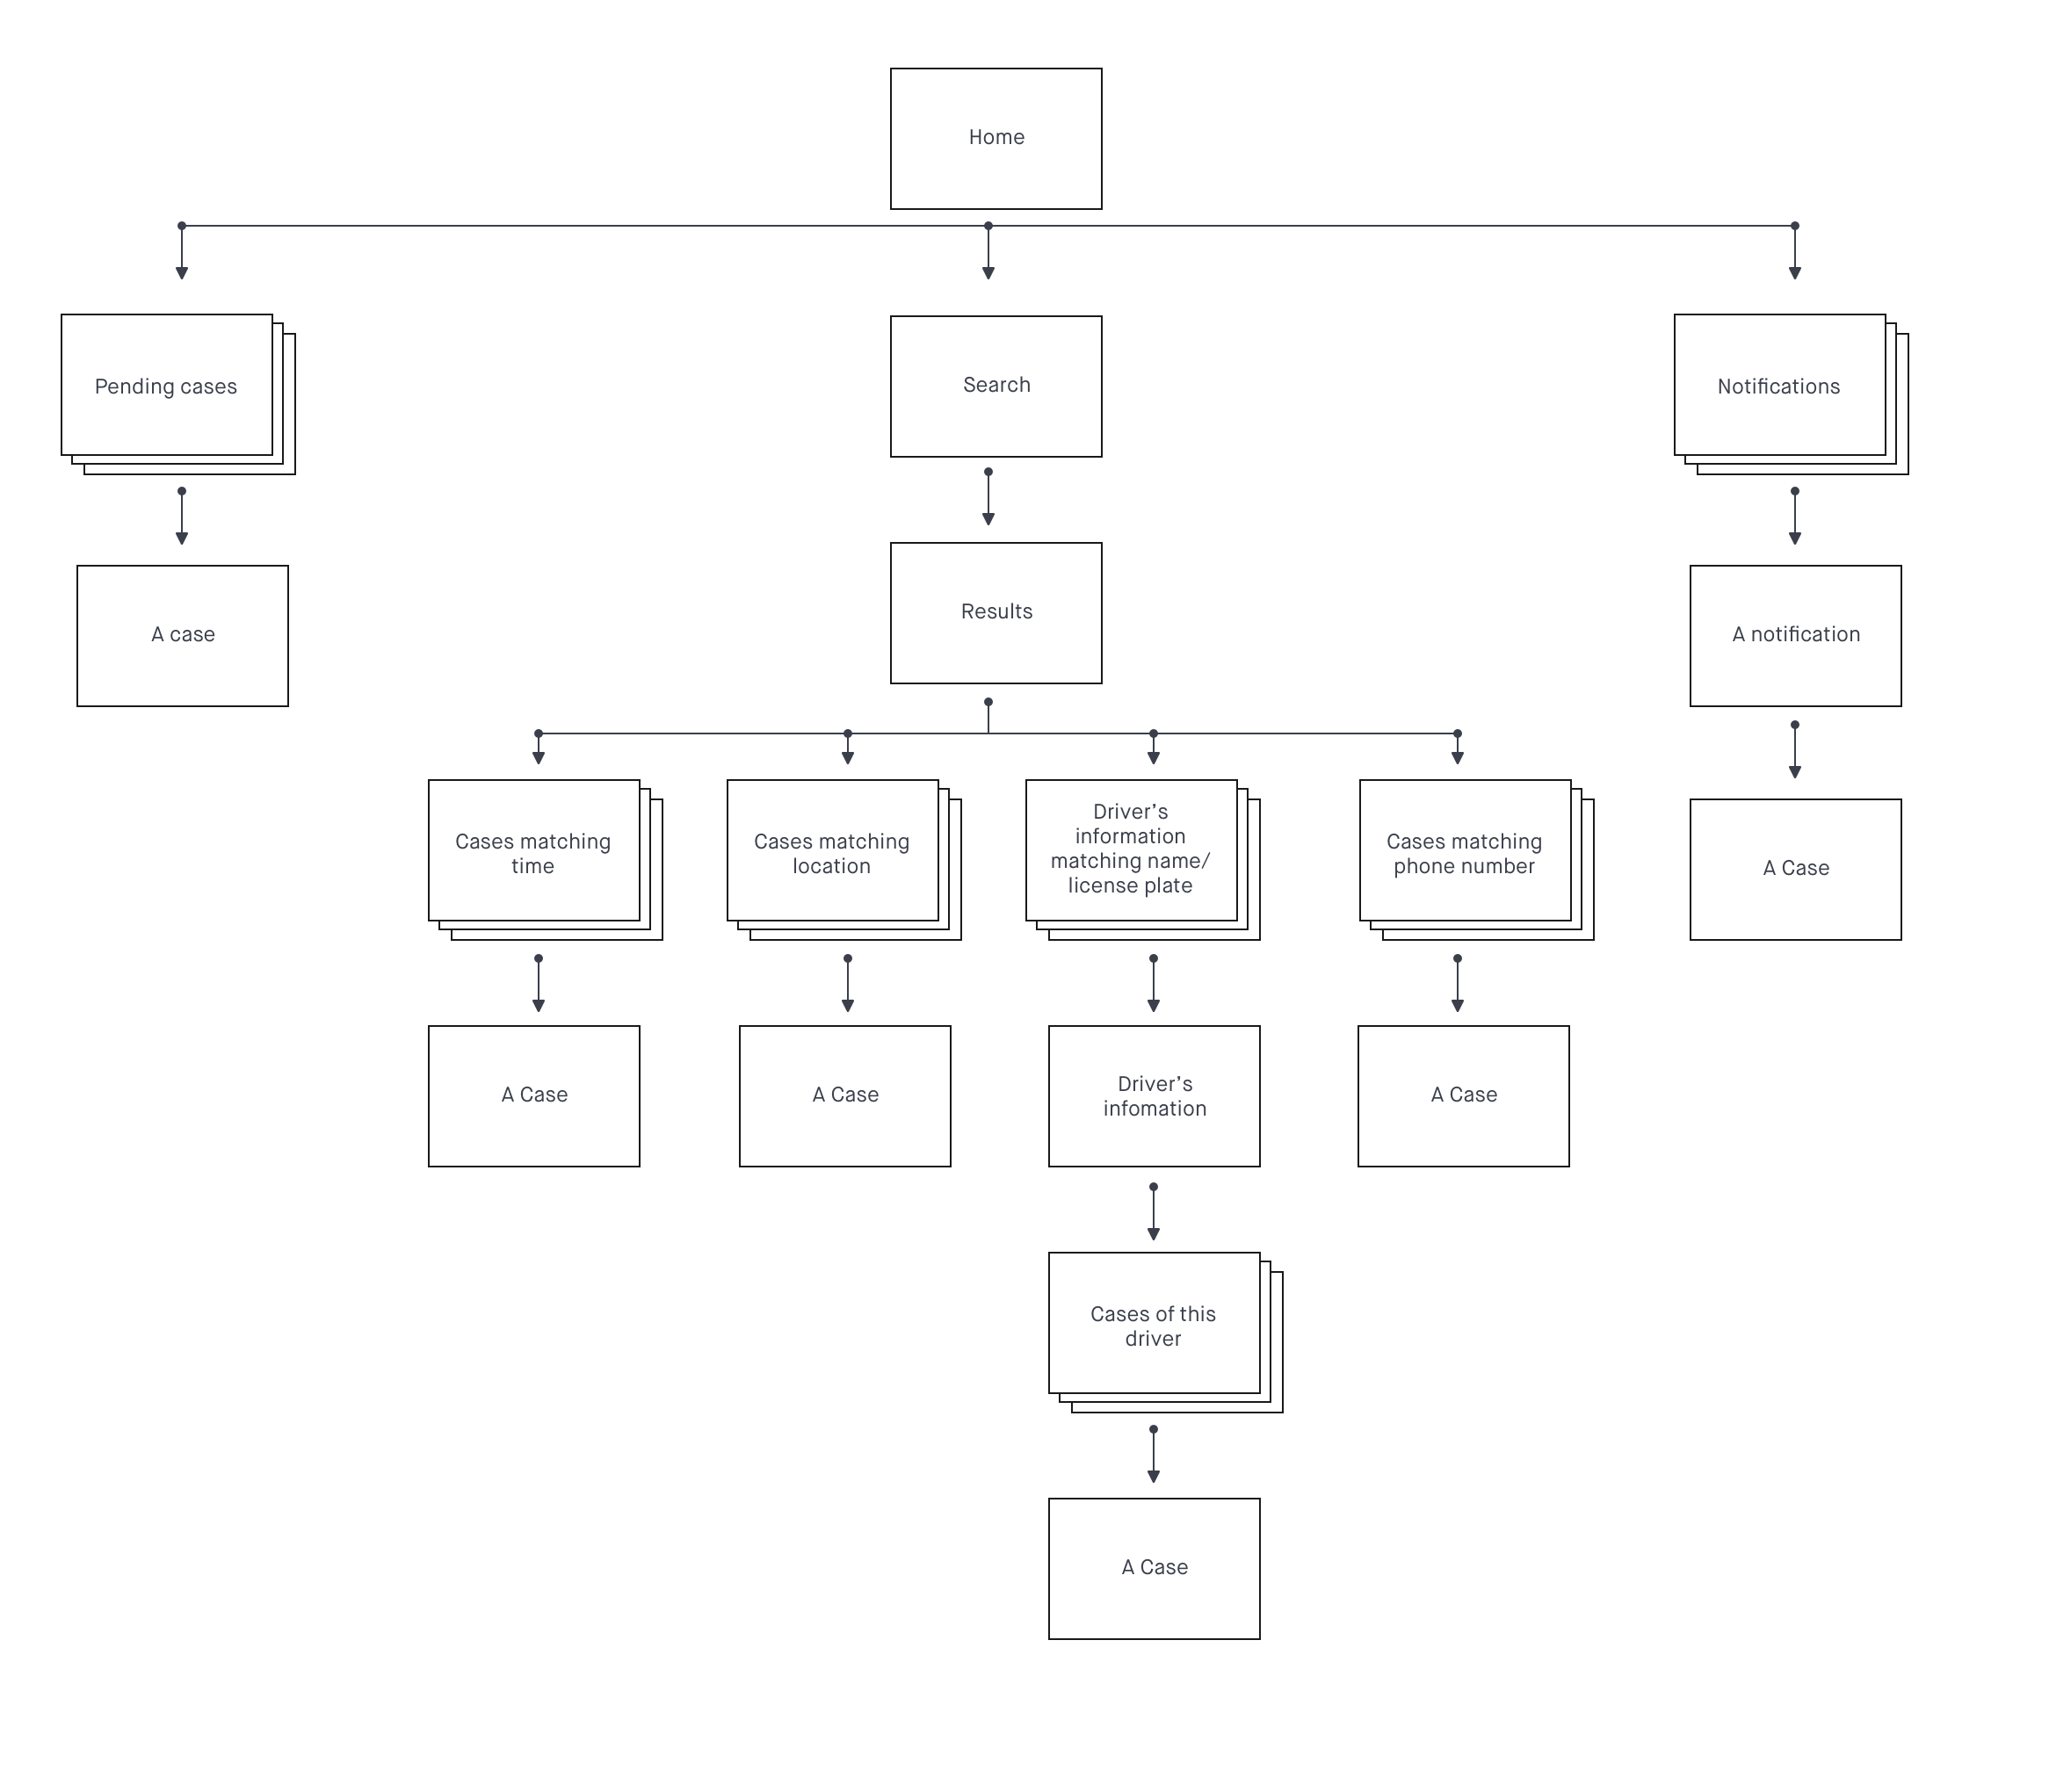 Home
Pending cases
Search
Notifications
A case
Results
A notification
Cases matching
time
Cases matching
location
Driver’s
information
matching name/
license plate
Cases matching
phone number
A Case
A Case
A Case
Driver’s
infomation
A Case
Cases of this
driver
A Case